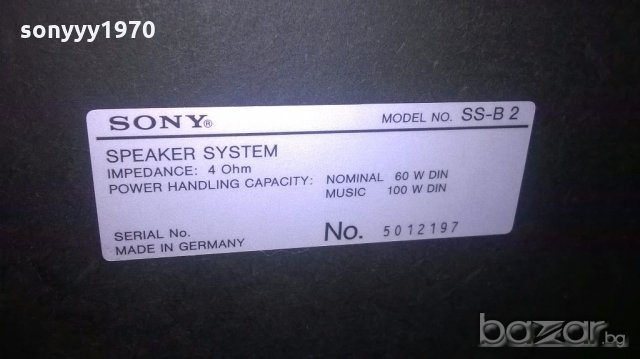 sonyyy1970
SONY® MODEL NO. SS-B 2
SPEAKER SYSTEM
IMPEDANCE: 4 Ohm
POWER HANDLING CAPACITY: NOMINAL 60 W DIN
MUSIC 100 W DIN
SERIAL No. No. 5012197
MADE IN GERMANY
bazar.bg